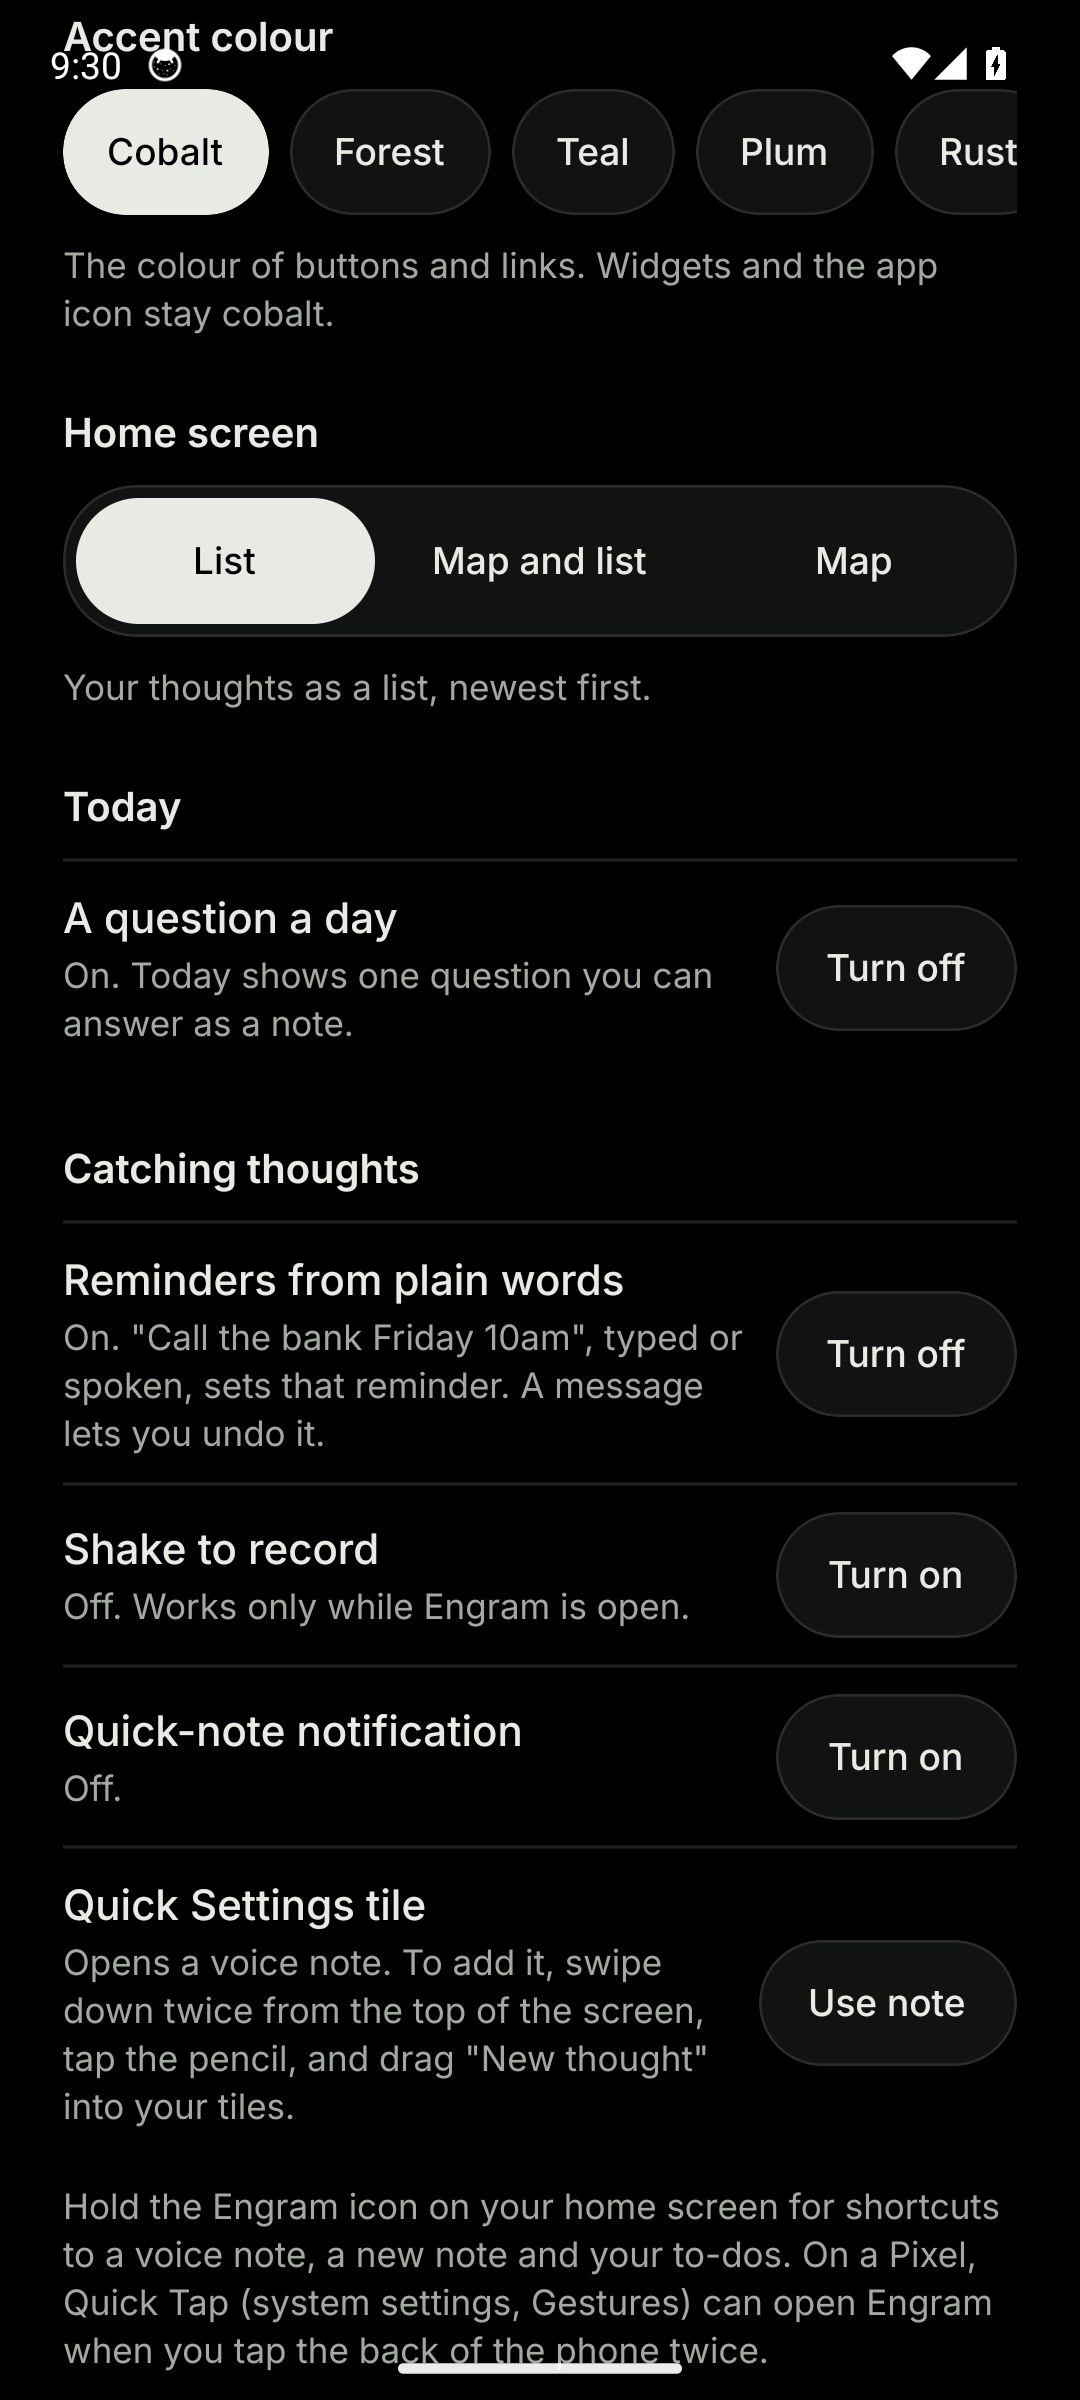 Accent colour
9:30
Cobalt
Forest
Teal
Plum
Rust
The colour of buttons and links. Widgets and the app
icon stay cobalt.
Home screen
List
Map and list
Map
Your thoughts as a list, newest first.
Today
A question a day
On. Today shows one question you can
answer as a note.
Turn off
Catching thoughts
Reminders from plain words
On. "Call the bank Friday 10am", typed or
spoken, sets that reminder. A message
lets you undo it.
Turn off
Shake to record
Off. Works only while Engram is open.
Turn on
Quick-note notification
Off.
Turn on
Quick Settings tile
Opens a voice note. To add it, swipe
down twice from the top of the screen,
tap the pencil, and drag "New thought"
into your tiles.
Use note
Hold the Engram icon on your home screen for shortcuts
to a voice note, a new note and your to-dos. On a Pixel,
Quick Tap (system settings, Gestures) can open Engram
when you tap the back of the phone twice.